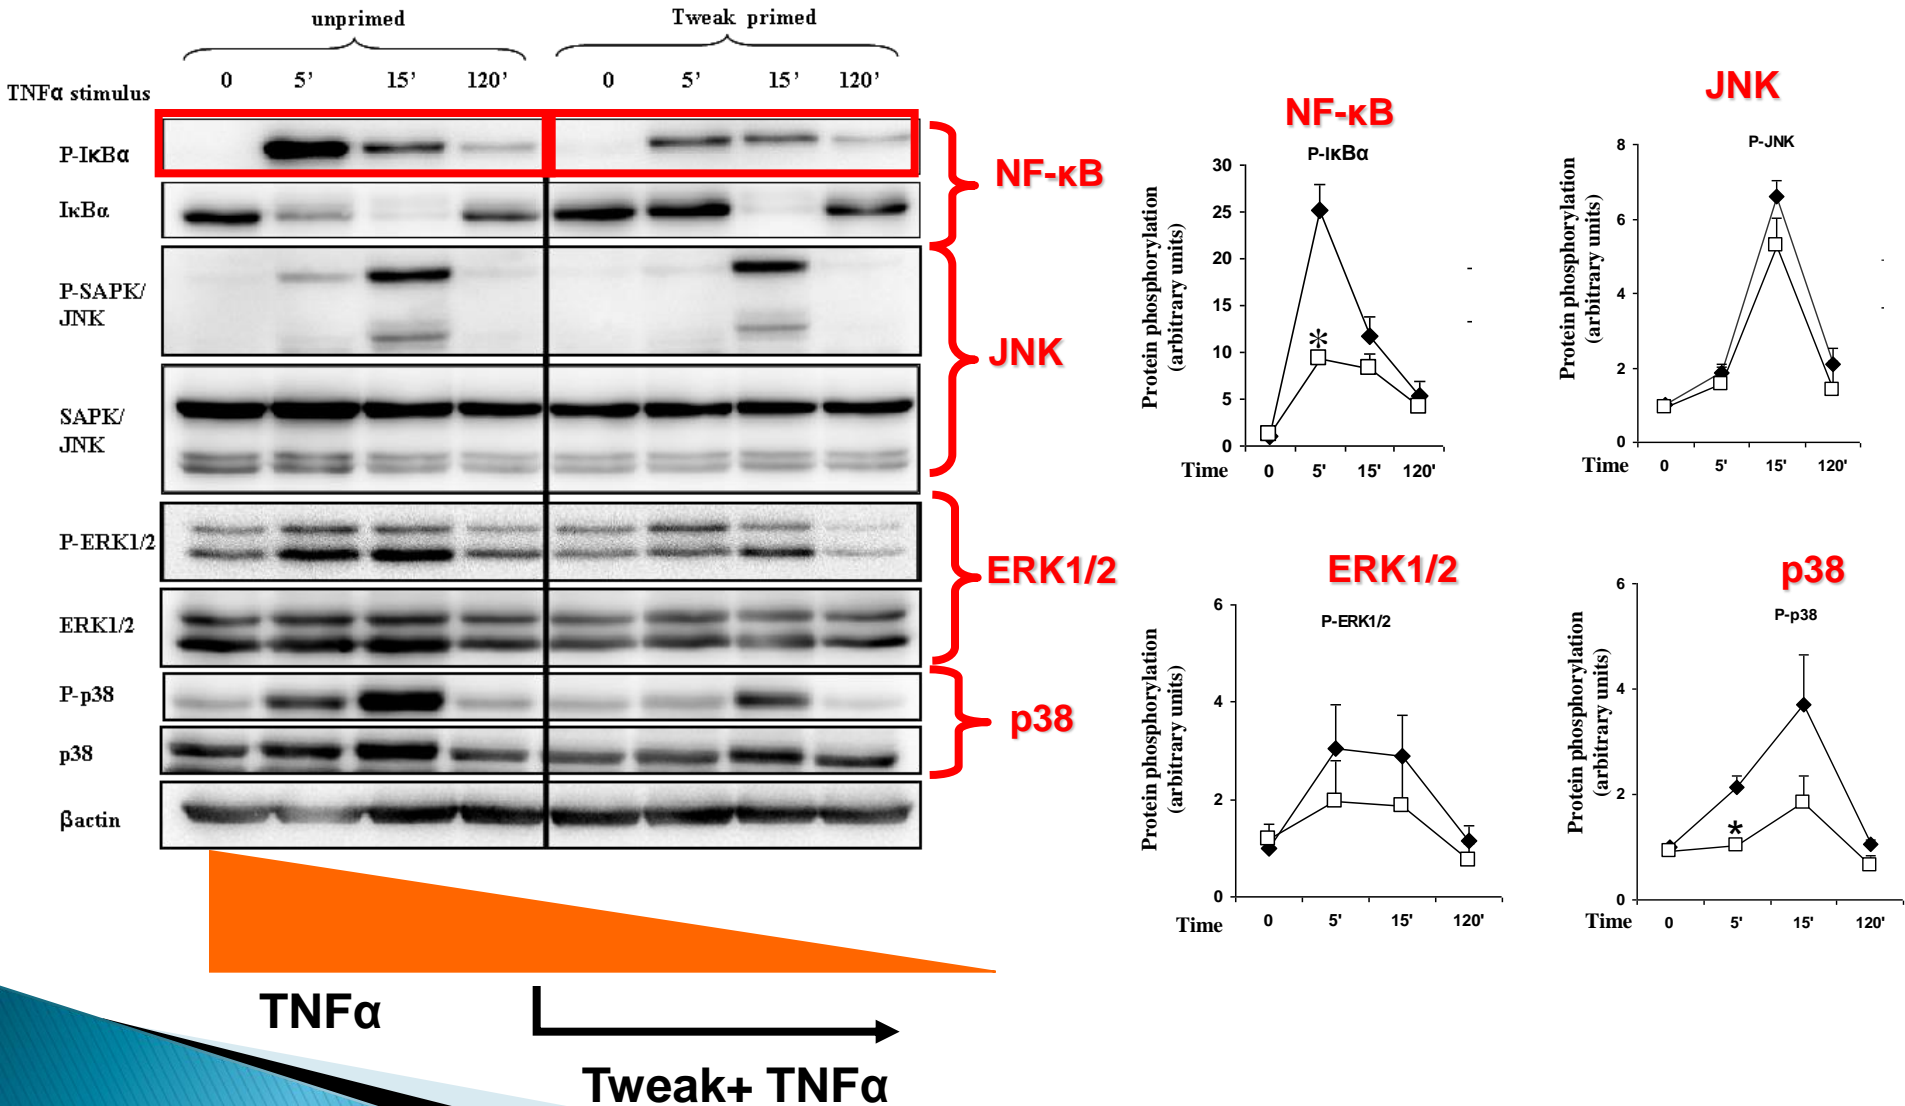 unprimed
Tweak primed
TNFα stimulus
0 5’ 15’ 120’ 0 5’ 15’ 120’
P-IκBα
IκBα
NF-κB
P-SAPK/
JNK
SAPK/
JNK
JNK
P-ERK1/2
ERK1/2
ERK1/2
P-p38
p38
p38
βactin
TNFα
Tweak+ TNFα
NF-κB
P-IκBα
Protein phosphorylation
(arbitrary units)
30
25
20
15
10
5
0
*
Time 0 5' 15' 120'
JNK
P-JNK
Protein phosphorylation
(arbitrary units)
8
6
4
2
0
Time 0 5' 15' 120'
ERK1/2
P-ERK1/2
Protein phosphorylation
(arbitrary units)
6
4
2
0
Time 0 5' 15' 120'
p38
P-p38
Protein phosphorylation
(arbitrary units)
6
4
2
0
*
Time 0 5' 15' 120'